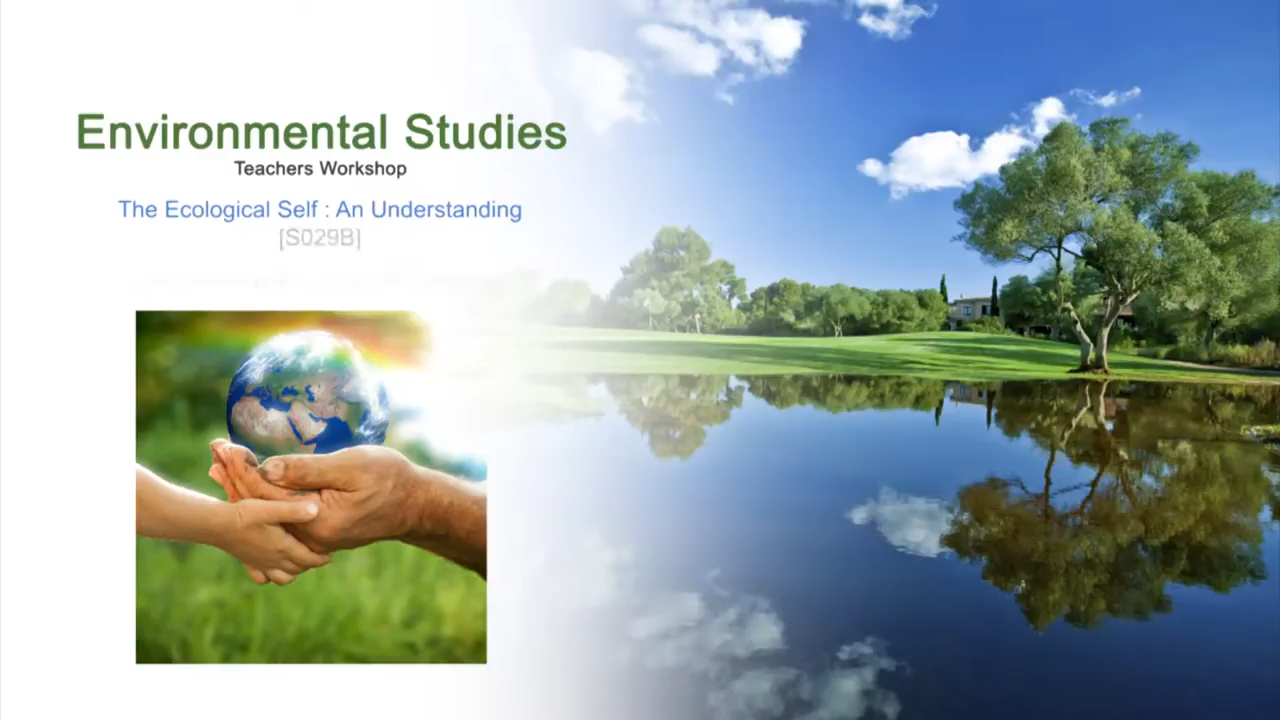 Environmental Studies
Teachers Workshop
The Ecological Self : An Understanding
[S029B]